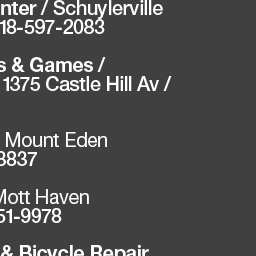 nter / Schuylerville
18-597-2083
s & Games /
1375 Castle Hill Av /
Mount Eden
3837
Mott Haven
51-9978
& Bicycle Repair